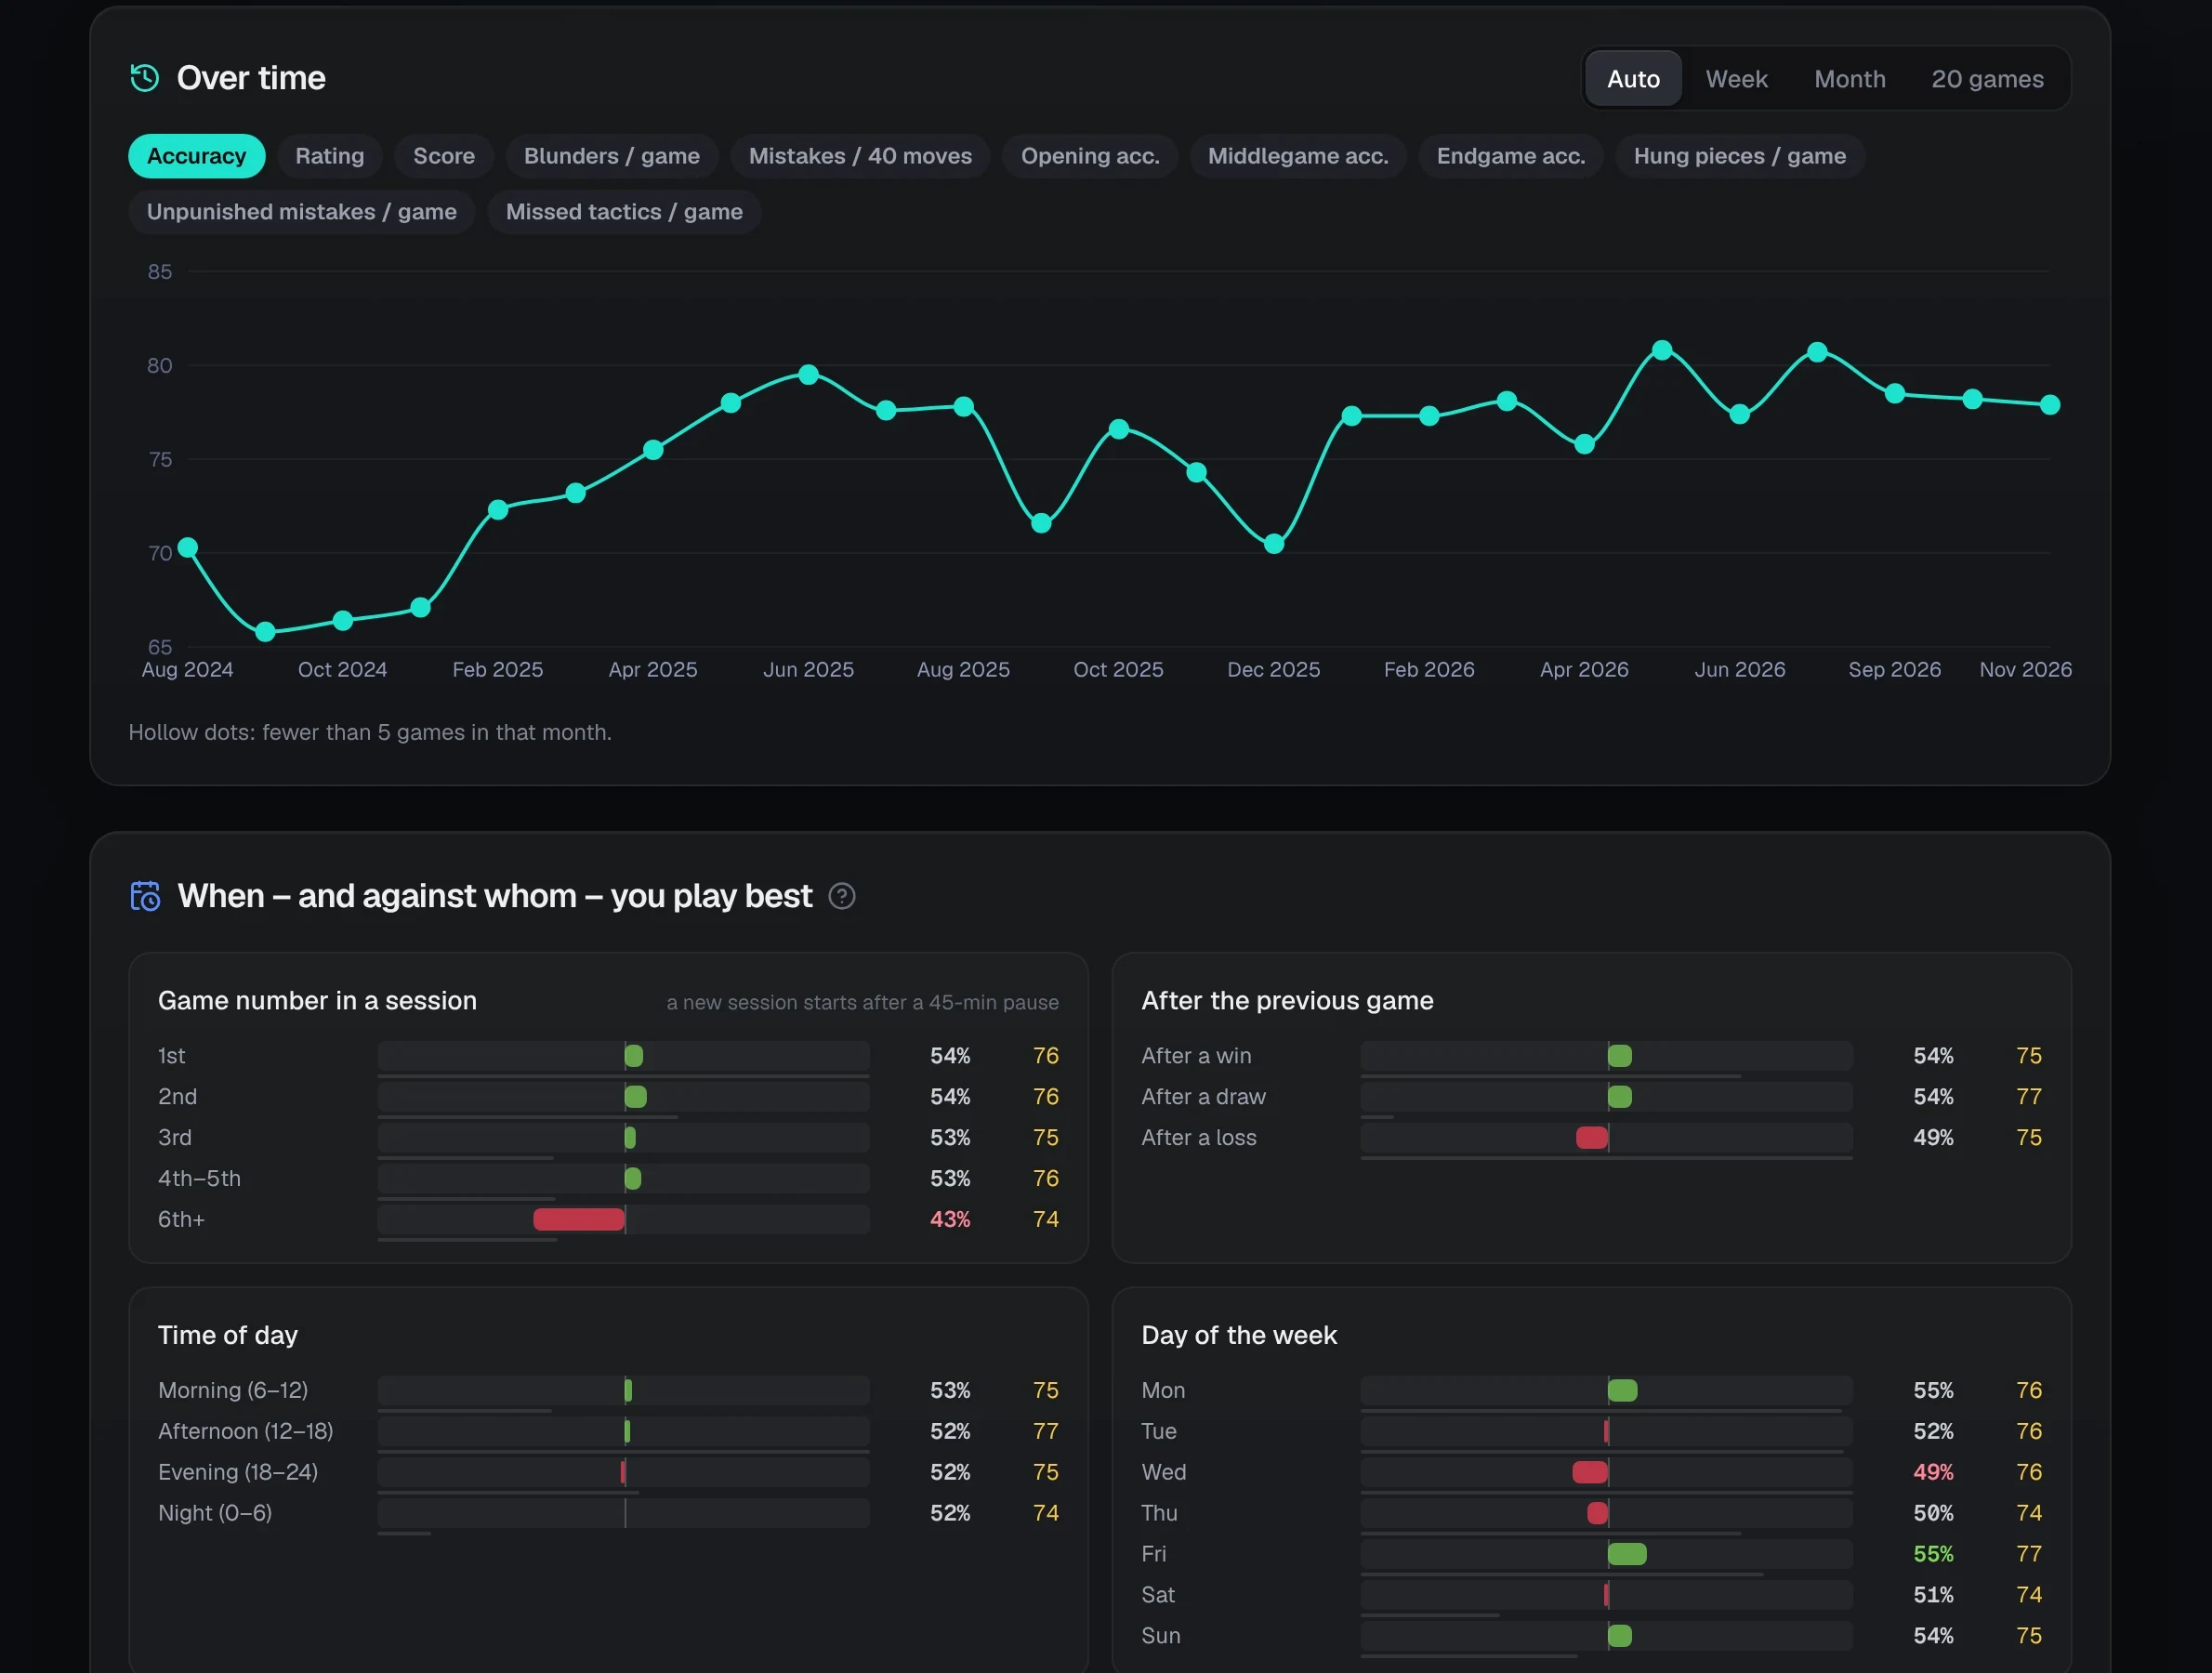 Over time
Auto Week Month 20 games
Accuracy Rating Score Blunders / game Mistakes / 40 moves Opening acc. Middlegame acc. Endgame acc. Hung pieces / game
Unpunished mistakes / game Missed tactics / game
85
80
75
70
65
Aug 2024 Oct 2024 Feb 2025 Apr 2025 Jun 2025 Aug 2025 Oct 2025 Dec 2025 Feb 2026 Apr 2026 Jun 2026 Sep 2026 Nov 2026
Hollow dots: fewer than 5 games in that month.
When – and against whom – you play best ?
Game number in a session a new session starts after a 45-min pause
1st 54% 76
2nd 54% 76
3rd 53% 75
4th–5th 53% 76
6th+ 43% 74
After the previous game
After a win 54% 75
After a draw 54% 77
After a loss 49% 75
Time of day
Morning (6–12) 53% 75
Afternoon (12–18) 52% 77
Evening (18–24) 52% 75
Night (0–6) 52% 74
Day of the week
Mon 55% 76
Tue 52% 76
Wed 49% 76
Thu 50% 74
Fri 55% 77
Sat 51% 74
Sun 54% 75